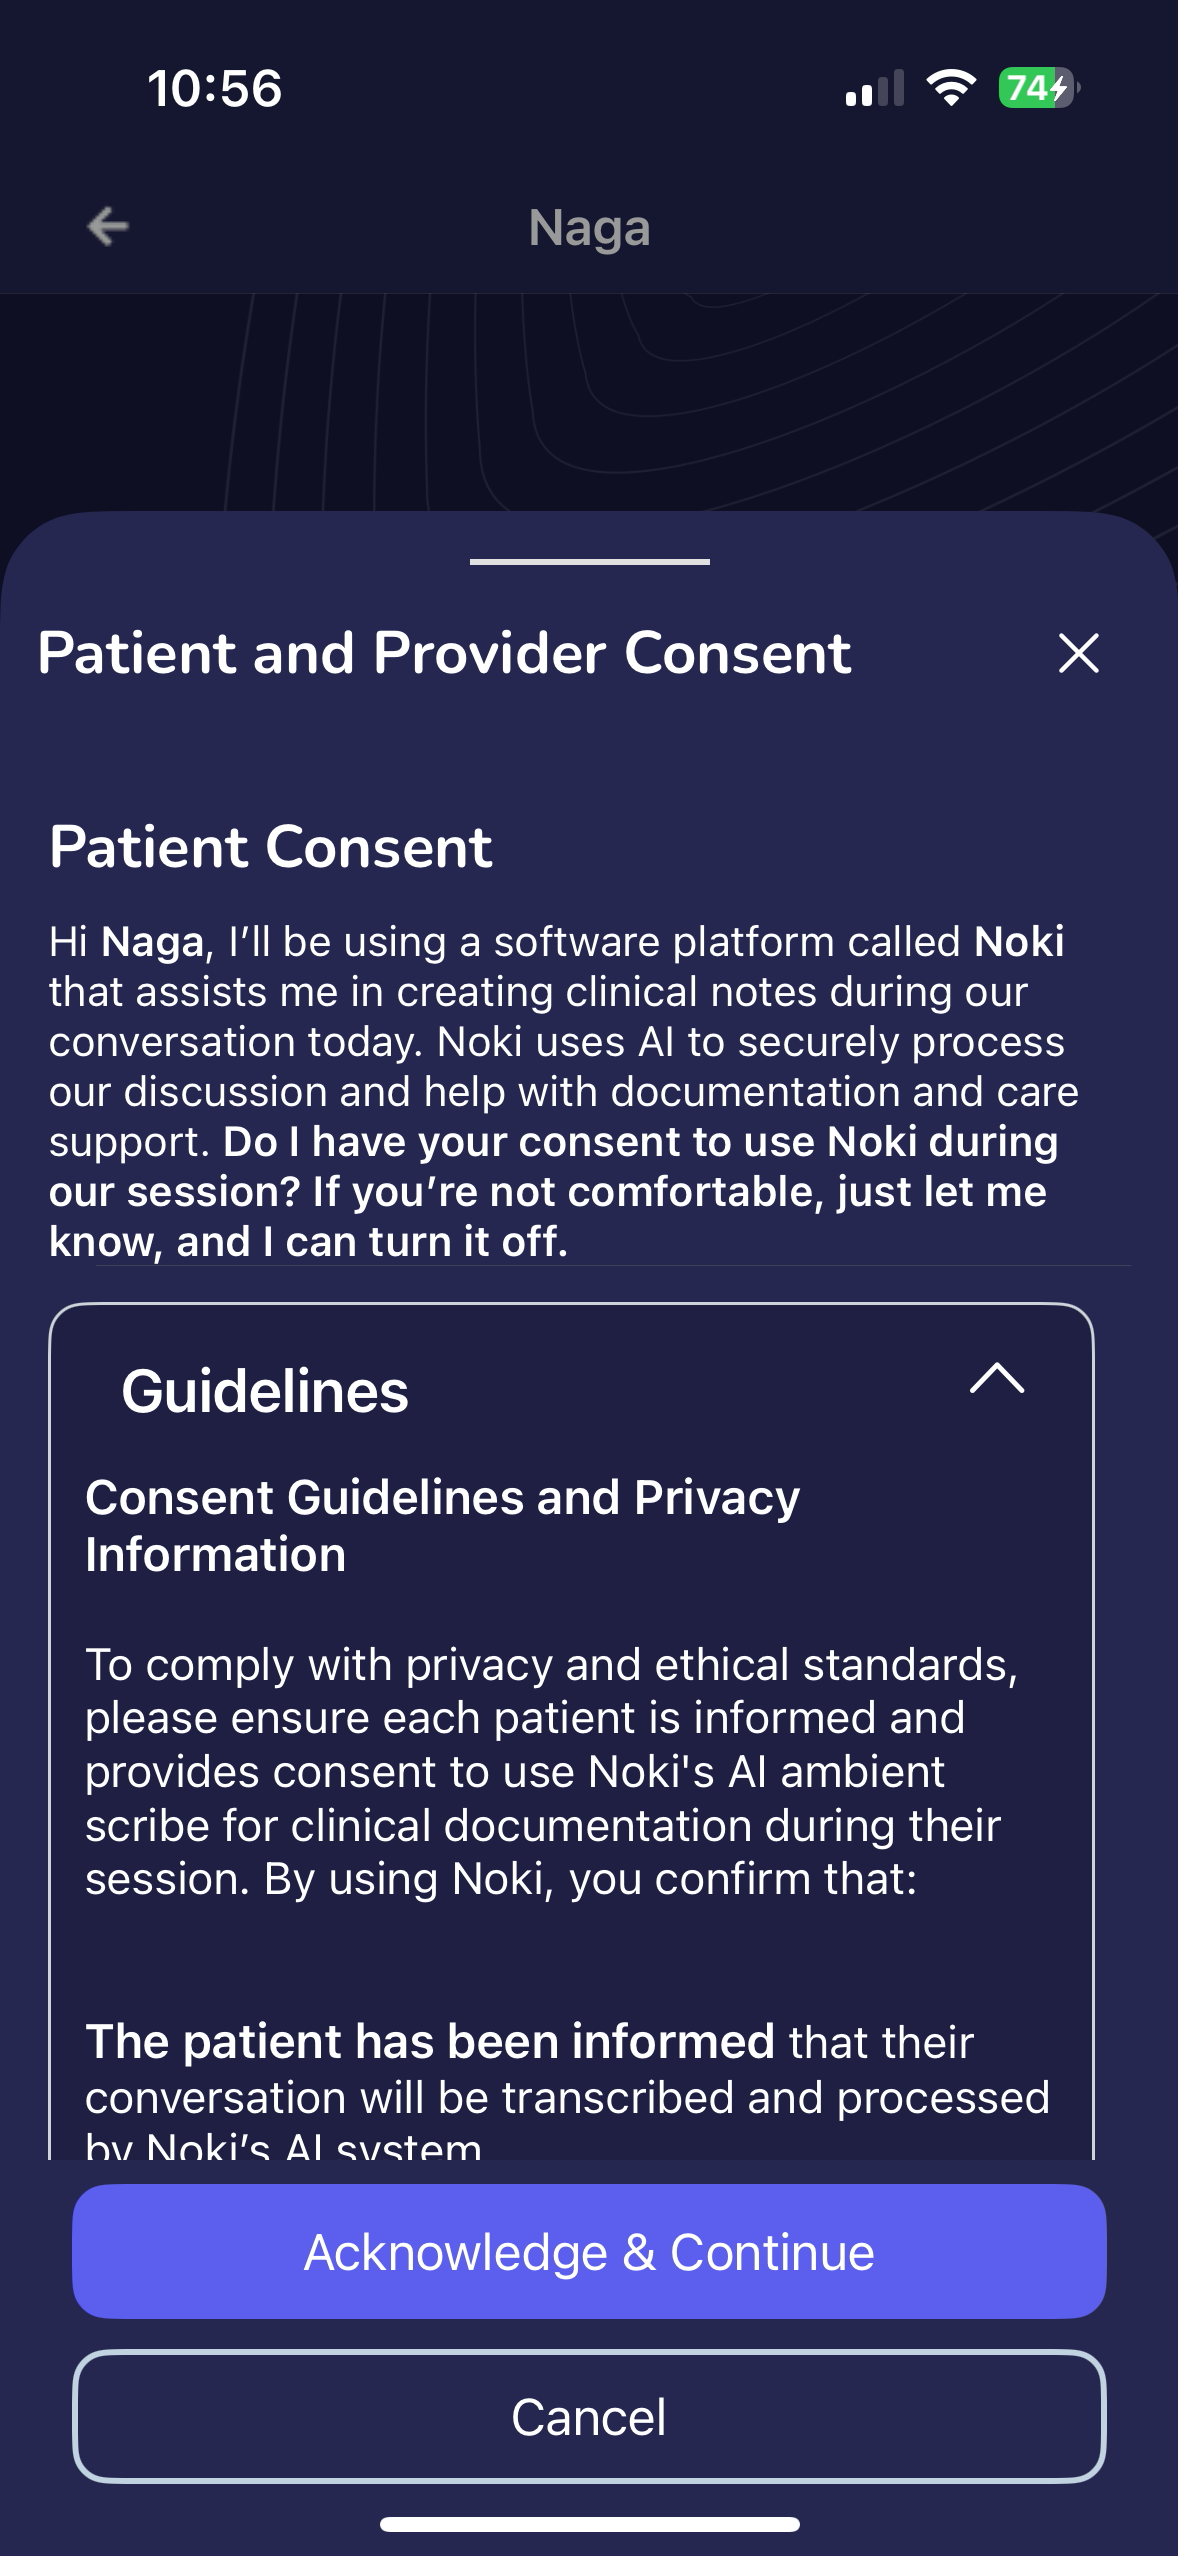 10:56
74
Naga
Patient and Provider Consent
Patient Consent
Hi Naga, I’ll be using a software platform called Noki
that assists me in creating clinical notes during our
conversation today. Noki uses AI to securely process
our discussion and help with documentation and care
support. Do I have your consent to use Noki during
our session? If you’re not comfortable, just let me
know, and I can turn it off.
Guidelines
Consent Guidelines and Privacy
Information
To comply with privacy and ethical standards,
please ensure each patient is informed and
provides consent to use Noki's AI ambient
scribe for clinical documentation during their
session. By using Noki, you confirm that:
The patient has been informed that their
conversation will be transcribed and processed
by Noki’s AI system
Acknowledge & Continue
Cancel